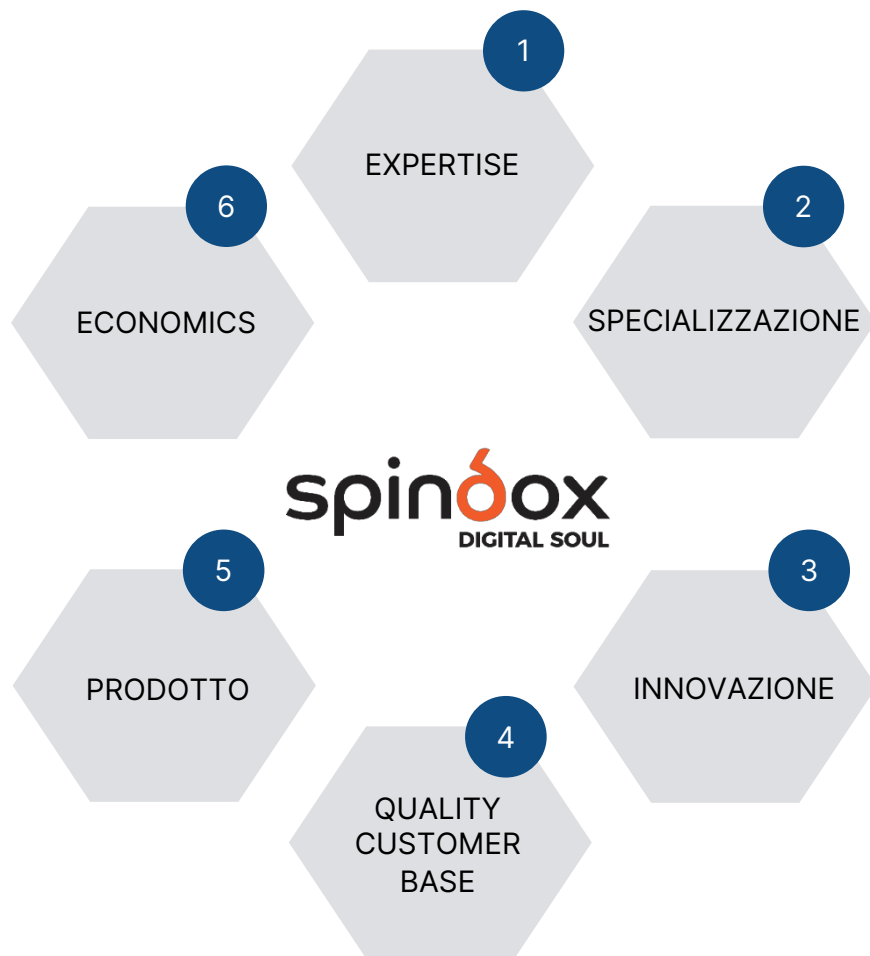 1
EXPERTISE
2
SPECIALIZZAZIONE
3
INNOVAZIONE
4
QUALITY
CUSTOMER
BASE
5
PRODOTTO
6
ECONOMICS
spindox
DIGITAL SOUL